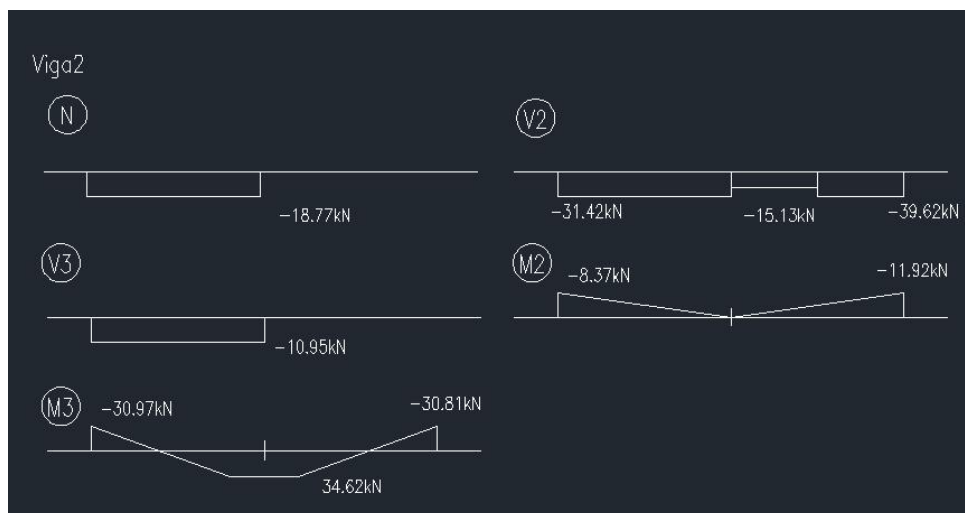 Viga2
N
-18.77kN
V3
-10.95kN
M3
-30.97kN
-30.81kN
34.62kN
V2
-31.42kN
-15.13kN
-39.62kN
M2
-8.37kN
-11.92kN